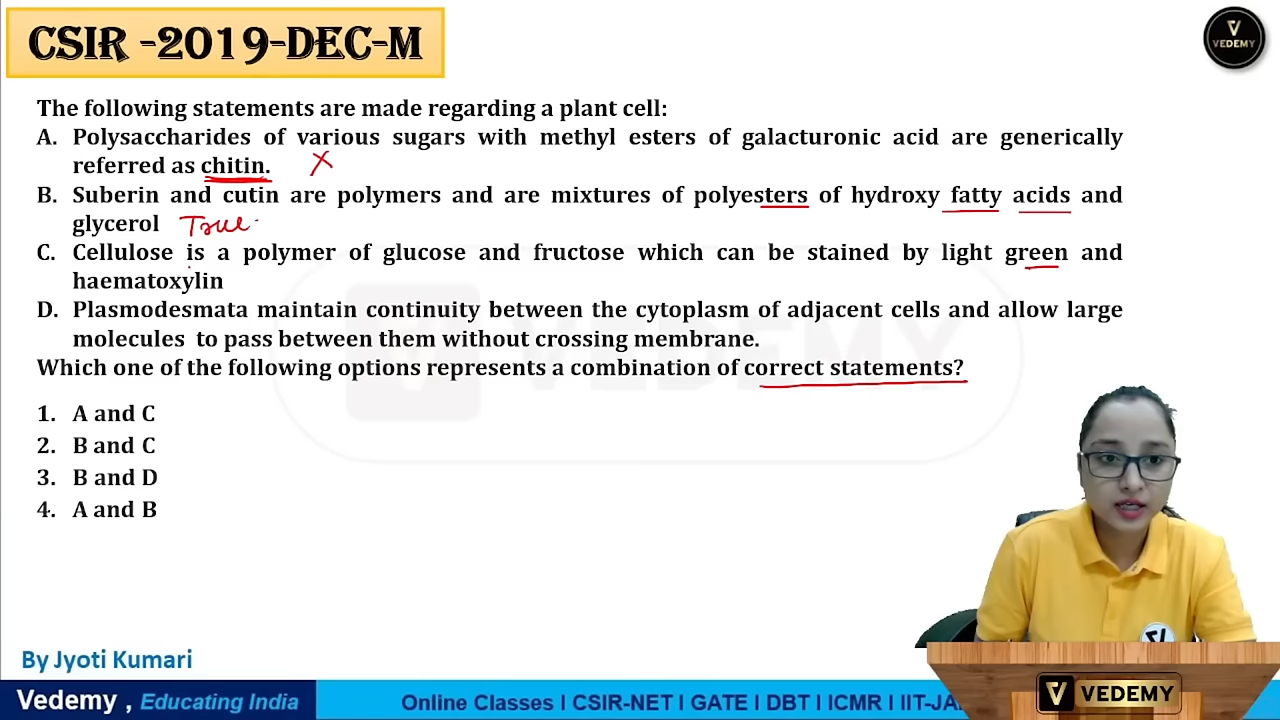 CSIR -2019-DEC-M
VEDEMY
The following statements are made regarding a plant cell:
A. Polysaccharides of various sugars with methyl esters of galacturonic acid are generically
referred as chitin. X
B. Suberin and cutin are polymers and are mixtures of polyesters of hydroxy fatty acids and
glycerol True
C. Cellulose is a polymer of glucose and fructose which can be stained by light green and
haematoxylin
D. Plasmodesmata maintain continuity between the cytoplasm of adjacent cells and allow large
molecules to pass between them without crossing membrane.
Which one of the following options represents a combination of correct statements?
1. A and C
2. B and C
3. B and D
4. A and B
VEDEMY
By Jyoti Kumari
Vedemy , Educating India
Online Classes I CSIR-NET I GATE I DBT I ICMR I IIT-JA
VEDEMY